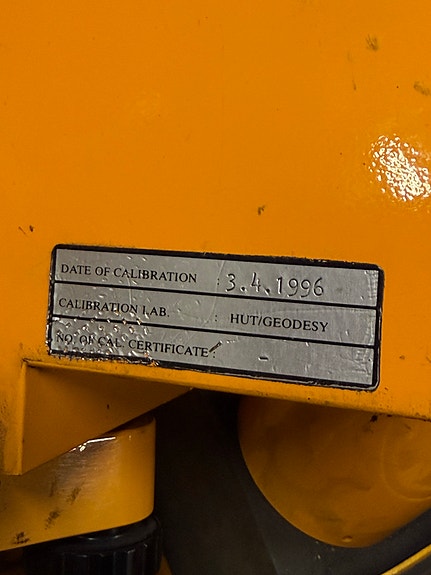 DATE OF CALIBRATION : 3.4.1996
CALIBRATION LAB. : HUT/GEODESY
NO. OF CAL. CERTIFICATE : -